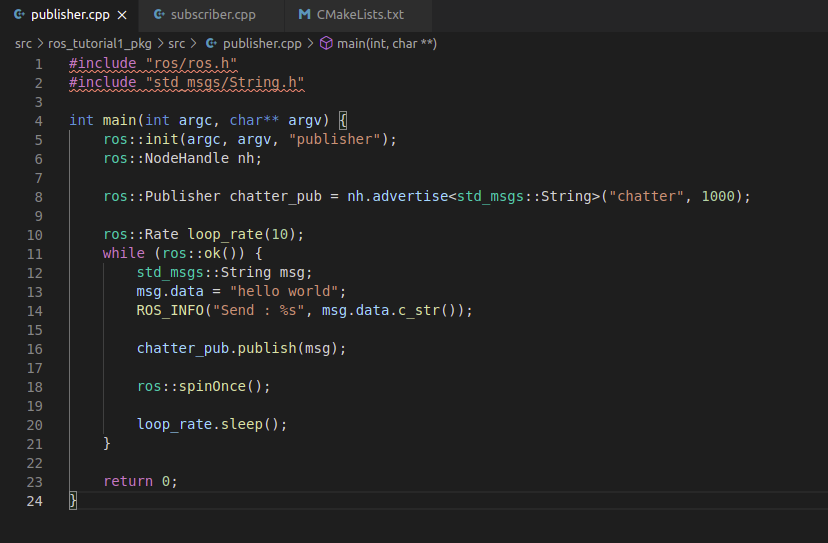 publisher.cpp × subscriber.cpp CMakeLists.txt
src > ros_tutorial1_pkg > src > publisher.cpp > main(int, char **)
1 #include "ros/ros.h"
2 #include "std_msgs/String.h"
3
4 int main(int argc, char** argv) {
5     ros::init(argc, argv, "publisher");
6     ros::NodeHandle nh;
7
8     ros::Publisher chatter_pub = nh.advertise<std_msgs::String>("chatter", 1000);
9
10     ros::Rate loop_rate(10);
11     while (ros::ok()) {
12         std_msgs::String msg;
13         msg.data = "hello world";
14         ROS_INFO("Send : %s", msg.data.c_str());
15
16         chatter_pub.publish(msg);
17
18         ros::spinOnce();
19
20         loop_rate.sleep();
21     }
22
23     return 0;
24 }